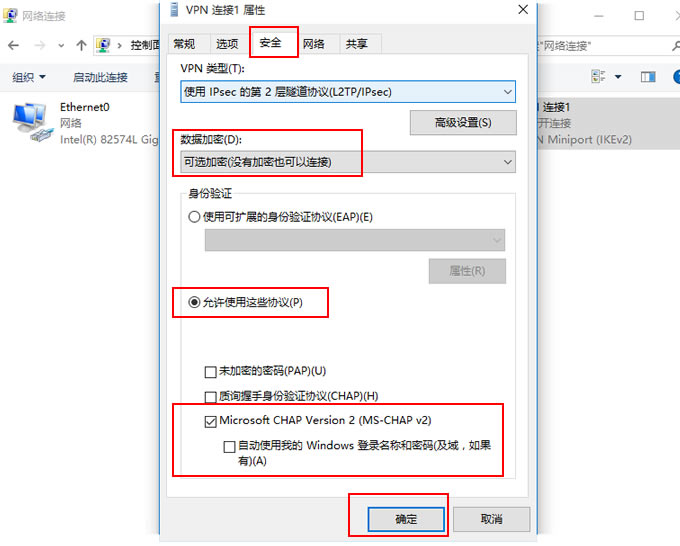 网络连接
VPN 连接1 属性
控制面
"网络连接"
常规
选项
安全
网络
共享
组织
启动此连接
VPN 类型(T):
使用 IPsec 的第 2 层隧道协议(L2TP/IPsec)
高级设置(S)
Ethernet0
网络
Intel(R) 82574L Gig
连接1
开连接
N Miniport (IKEv2)
数据加密(D):
可选加密(没有加密也可以连接)
身份验证
使用可扩展的身份验证协议(EAP)(E)
属性(R)
允许使用这些协议(P)
未加密的密码(PAP)(U)
质询握手身份验证协议(CHAP)(H)
Microsoft CHAP Version 2 (MS-CHAP v2)
自动使用我的 Windows 登录名称和密码(及域，如果
有)(A)
确定
取消